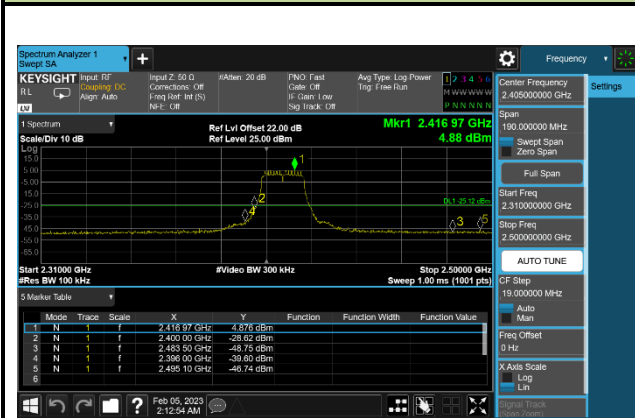 Spectrum Analyzer 1
Swept SA
+
Frequency
KEYSIGHT
Input: RF
Input Z: 50 Ω
#Atten: 20 dB
PNO: Fast
Avg Type: Log-Power
1 2 3 4 5 6
RL
Coupling: DC
Corrections: Off
Gate: Off
Trig: Free Run
M W W W W W
Align: Auto
Freq Ref: Int (S)
IF Gain: Low
P N N N N N
NFE: Off
Sig Track: Off
LXI
1 Spectrum
Ref Lvl Offset 22.00 dB
Mkr1 2.416 97 GHz
Scale/Div 10 dB
Ref Level 25.00 dBm
4.88 dBm
Log
15.0
5.00
-5.00
-15.0
-25.0
-35.0
-45.0
-55.0
-65.0
1
2
3
4
5
DL1 -25.12 dBm
Start 2.31000 GHz
#Video BW 300 kHz
Stop 2.50000 GHz
#Res BW 100 kHz
Sweep 1.00 ms (1001 pts)
5 Marker Table
Mode Trace Scale X Y Function Function Width Function Value
1 N 1 f 2.416 97 GHz 4.876 dBm
2 N 1 f 2.400 00 GHz -28.62 dBm
3 N 1 f 2.483 50 GHz -48.75 dBm
4 N 1 f 2.396 00 GHz -39.60 dBm
5 N 1 f 2.495 10 GHz -46.74 dBm
6
?
Feb 05, 2023
2:12:54 AM
Center Frequency
2.405000000 GHz
Settings
Span
190.000000 MHz
Swept Span
Zero Span
Full Span
Start Freq
2.310000000 GHz
Stop Freq
2.500000000 GHz
AUTO TUNE
CF Step
19.000000 MHz
Auto
Man
Freq Offset
0 Hz
X Axis Scale
Log
Lin
Signal Track
(Span Zoom)